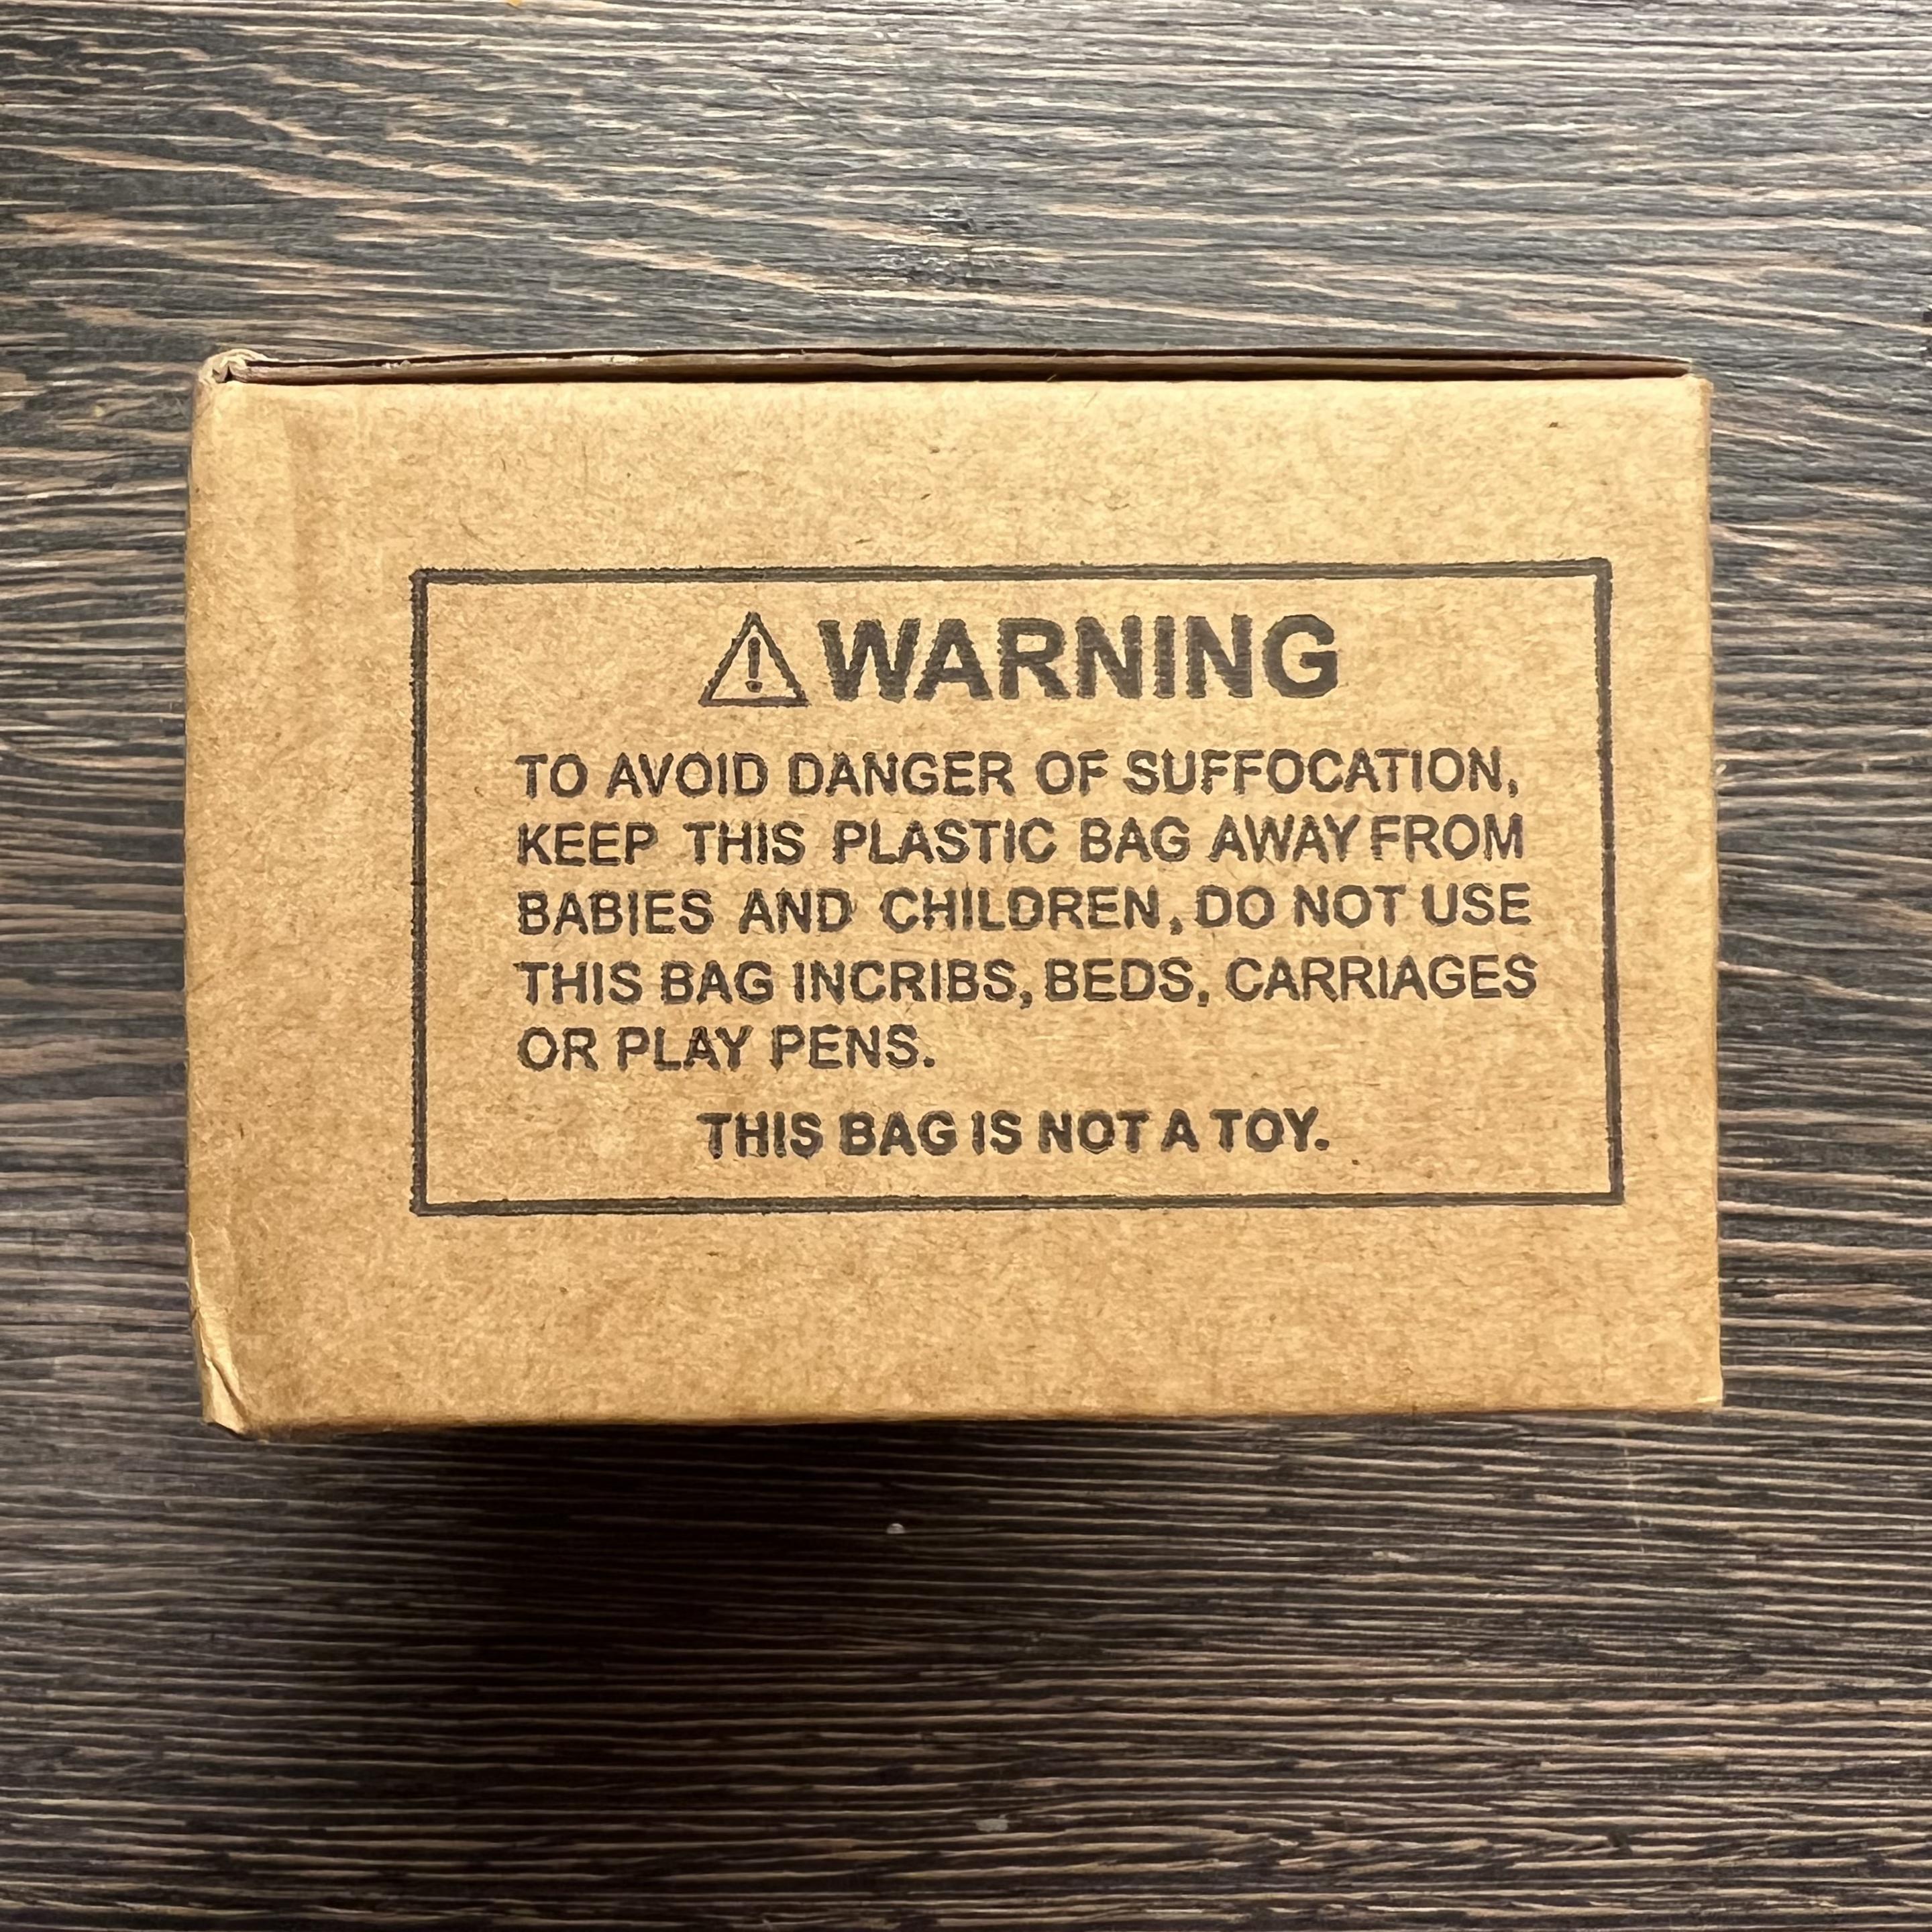 ⚠ WARNING
TO AVOID DANGER OF SUFFOCATION,
KEEP THIS PLASTIC BAG AWAY FROM
BABIES AND CHILDREN, DO NOT USE
THIS BAG INCRIBS, BEDS, CARRIAGES
OR PLAY PENS.
THIS BAG IS NOT A TOY.